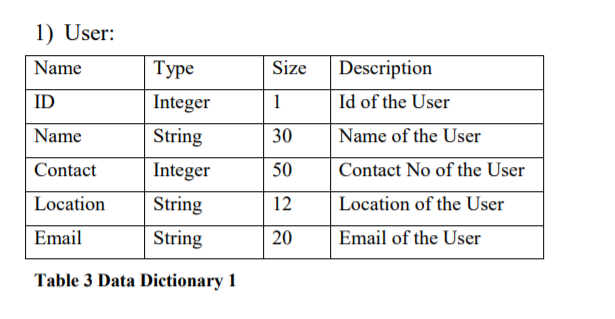 1) User:
Name Type Size Description
ID Integer 1 Id of the User
Name String 30 Name of the User
Contact Integer 50 Contact No of the User
Location String 12 Location of the User
Email String 20 Email of the User
Table 3 Data Dictionary 1